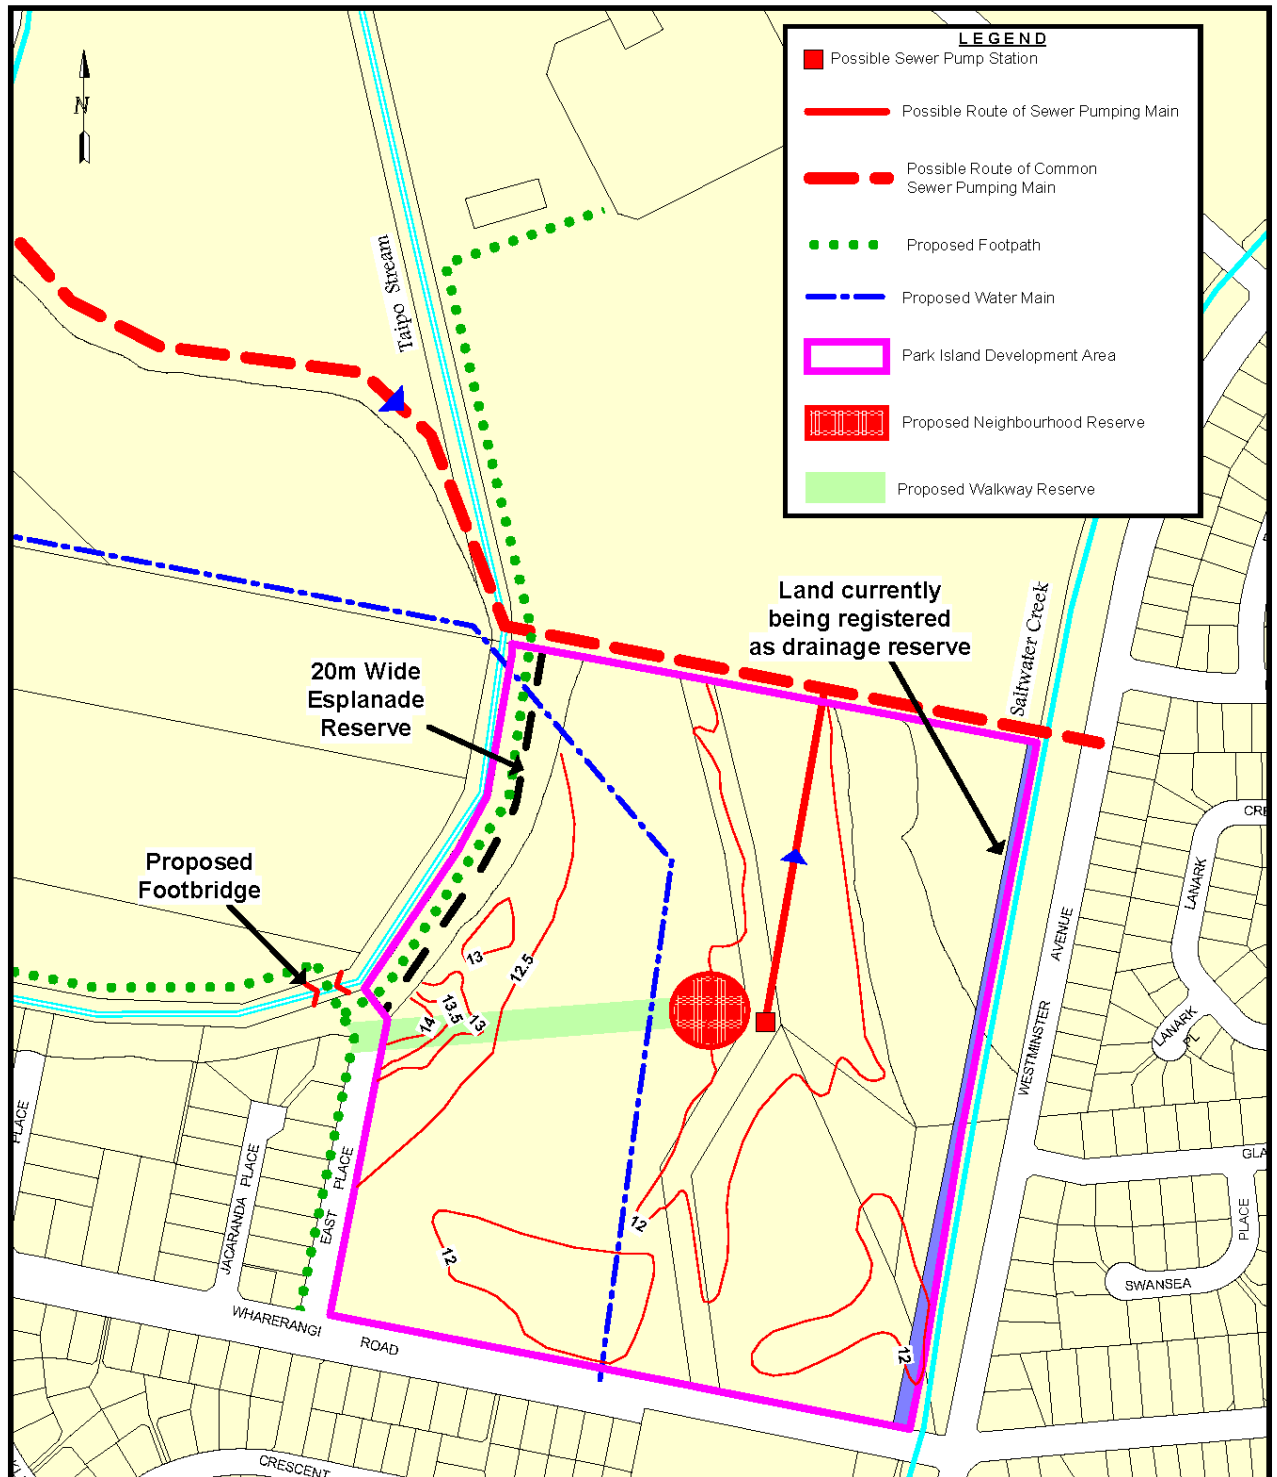 LEGEND
Possible Sewer Pump Station
Possible Route of Sewer Pumping Main
Possible Route of Common
Sewer Pumping Main
Proposed Footpath
Proposed Water Main
Park Island Development Area
Proposed Neighbourhood Reserve
Proposed Walkway Reserve
N
Taipo Stream
Land currently
being registered
as drainage reserve
Saltwater Creek
20m Wide
Esplanade
Reserve
Proposed
Footbridge
13
12.5
13.5
13
14
12
12
12
PLACE
JACARANDA PLACE
EAST PLACE
WHARERANGI ROAD
CRESCENT
WESTMINSTER AVENUE
LANARK
CRE
LANARK
PL
GLA
PLACE
SWANSEA